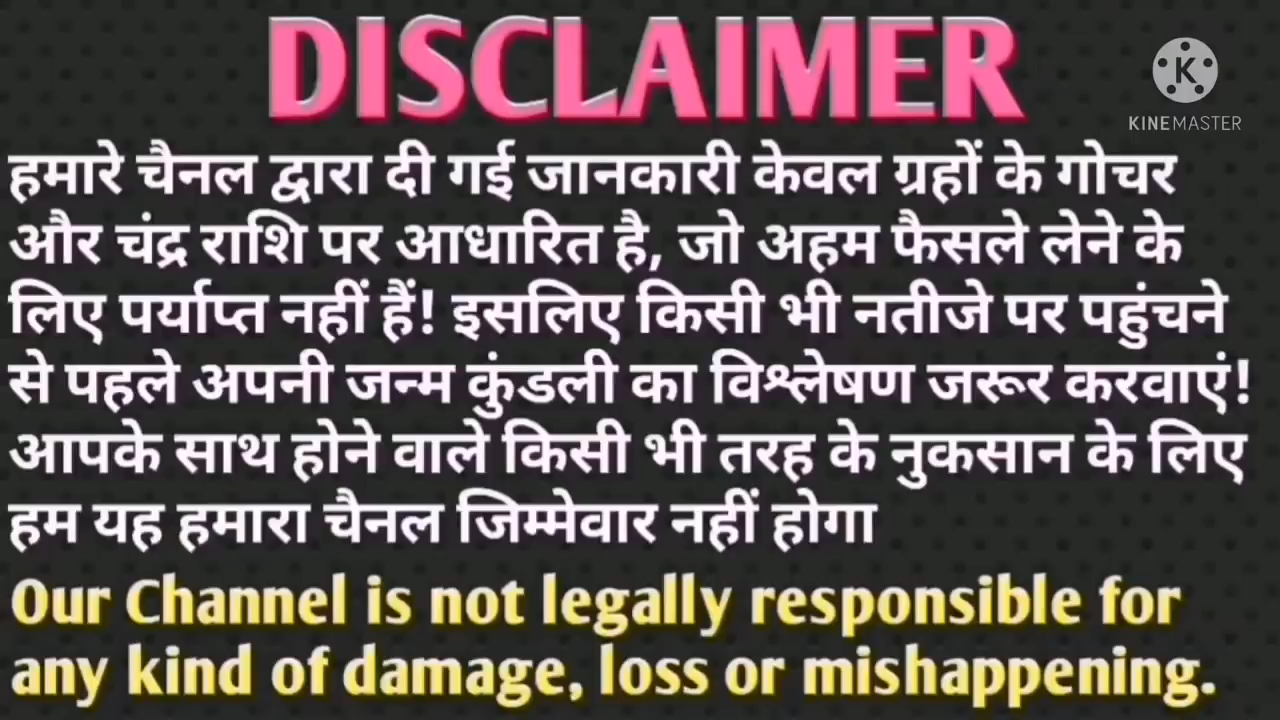 DISCLAIMER
KINEMASTER
हमारे चैनल द्वारा दी गई जानकारी केवल ग्रहों के गोचर
और चंद्र राशि पर आधारित है, जो अहम फैसले लेने के
लिए पर्याप्त नहीं हैं! इसलिए किसी भी नतीजे पर पहुंचने
से पहले अपनी जन्म कुंडली का विश्लेषण जरूर करवाएं!
आपके साथ होने वाले किसी भी तरह के नुकसान के लिए
हम यह हमारा चैनल जिम्मेवार नहीं होगा
Our Channel is not legally responsible for
any kind of damage, loss or mishappening.